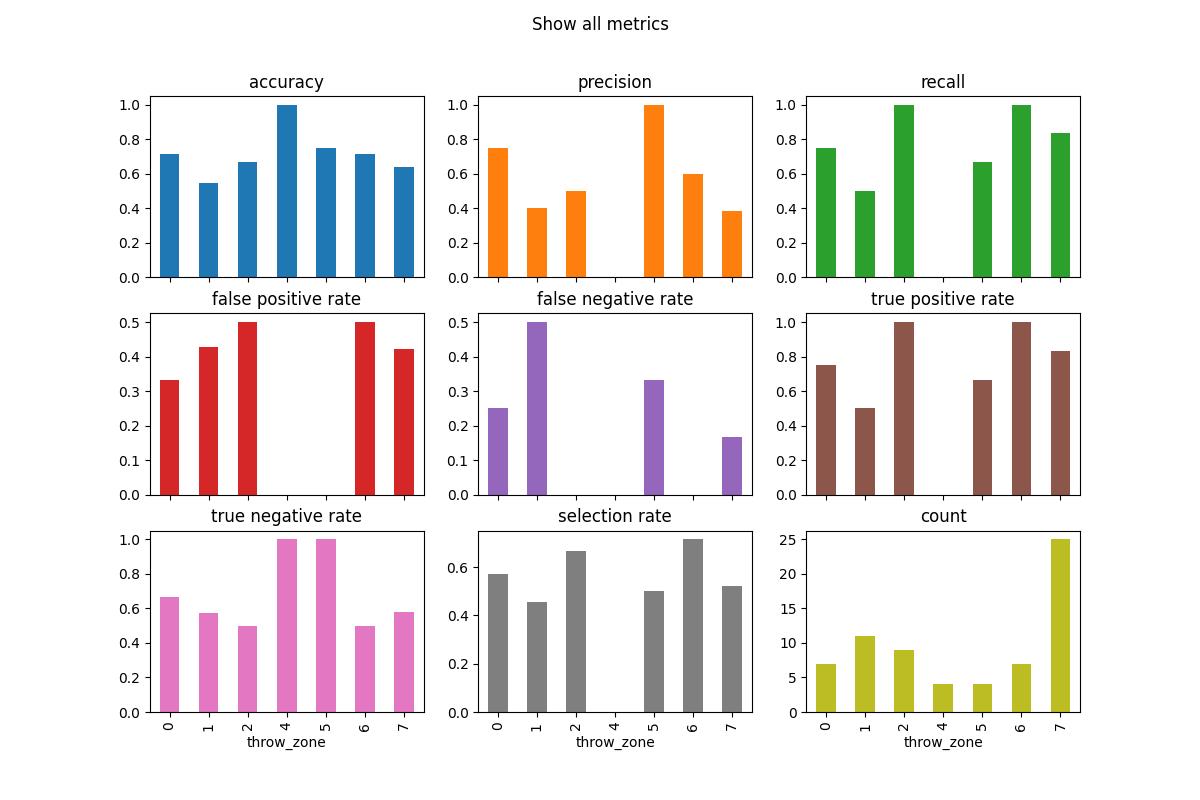 Show all metrics
accuracy precision recall
1.0 1.0 1.0
0.8 0.8 0.8
0.6 0.6 0.6
0.4 0.4 0.4
0.2 0.2 0.2
0.0 0.0 0.0
false positive rate false negative rate true positive rate
0.5 0.5 1.0
0.4 0.4 0.8
0.3 0.3 0.6
0.2 0.2 0.4
0.1 0.1 0.2
0.0 0.0 0.0
true negative rate selection rate count
1.0 25
0.8 0.6 20
0.6 15
0.4 0.4 10
0.2 0.2 5
0.0 0.0 0
0 1 2 4 5 6 7 0 1 2 4 5 6 7 0 1 2 4 5 6 7
throw_zone throw_zone throw_zone